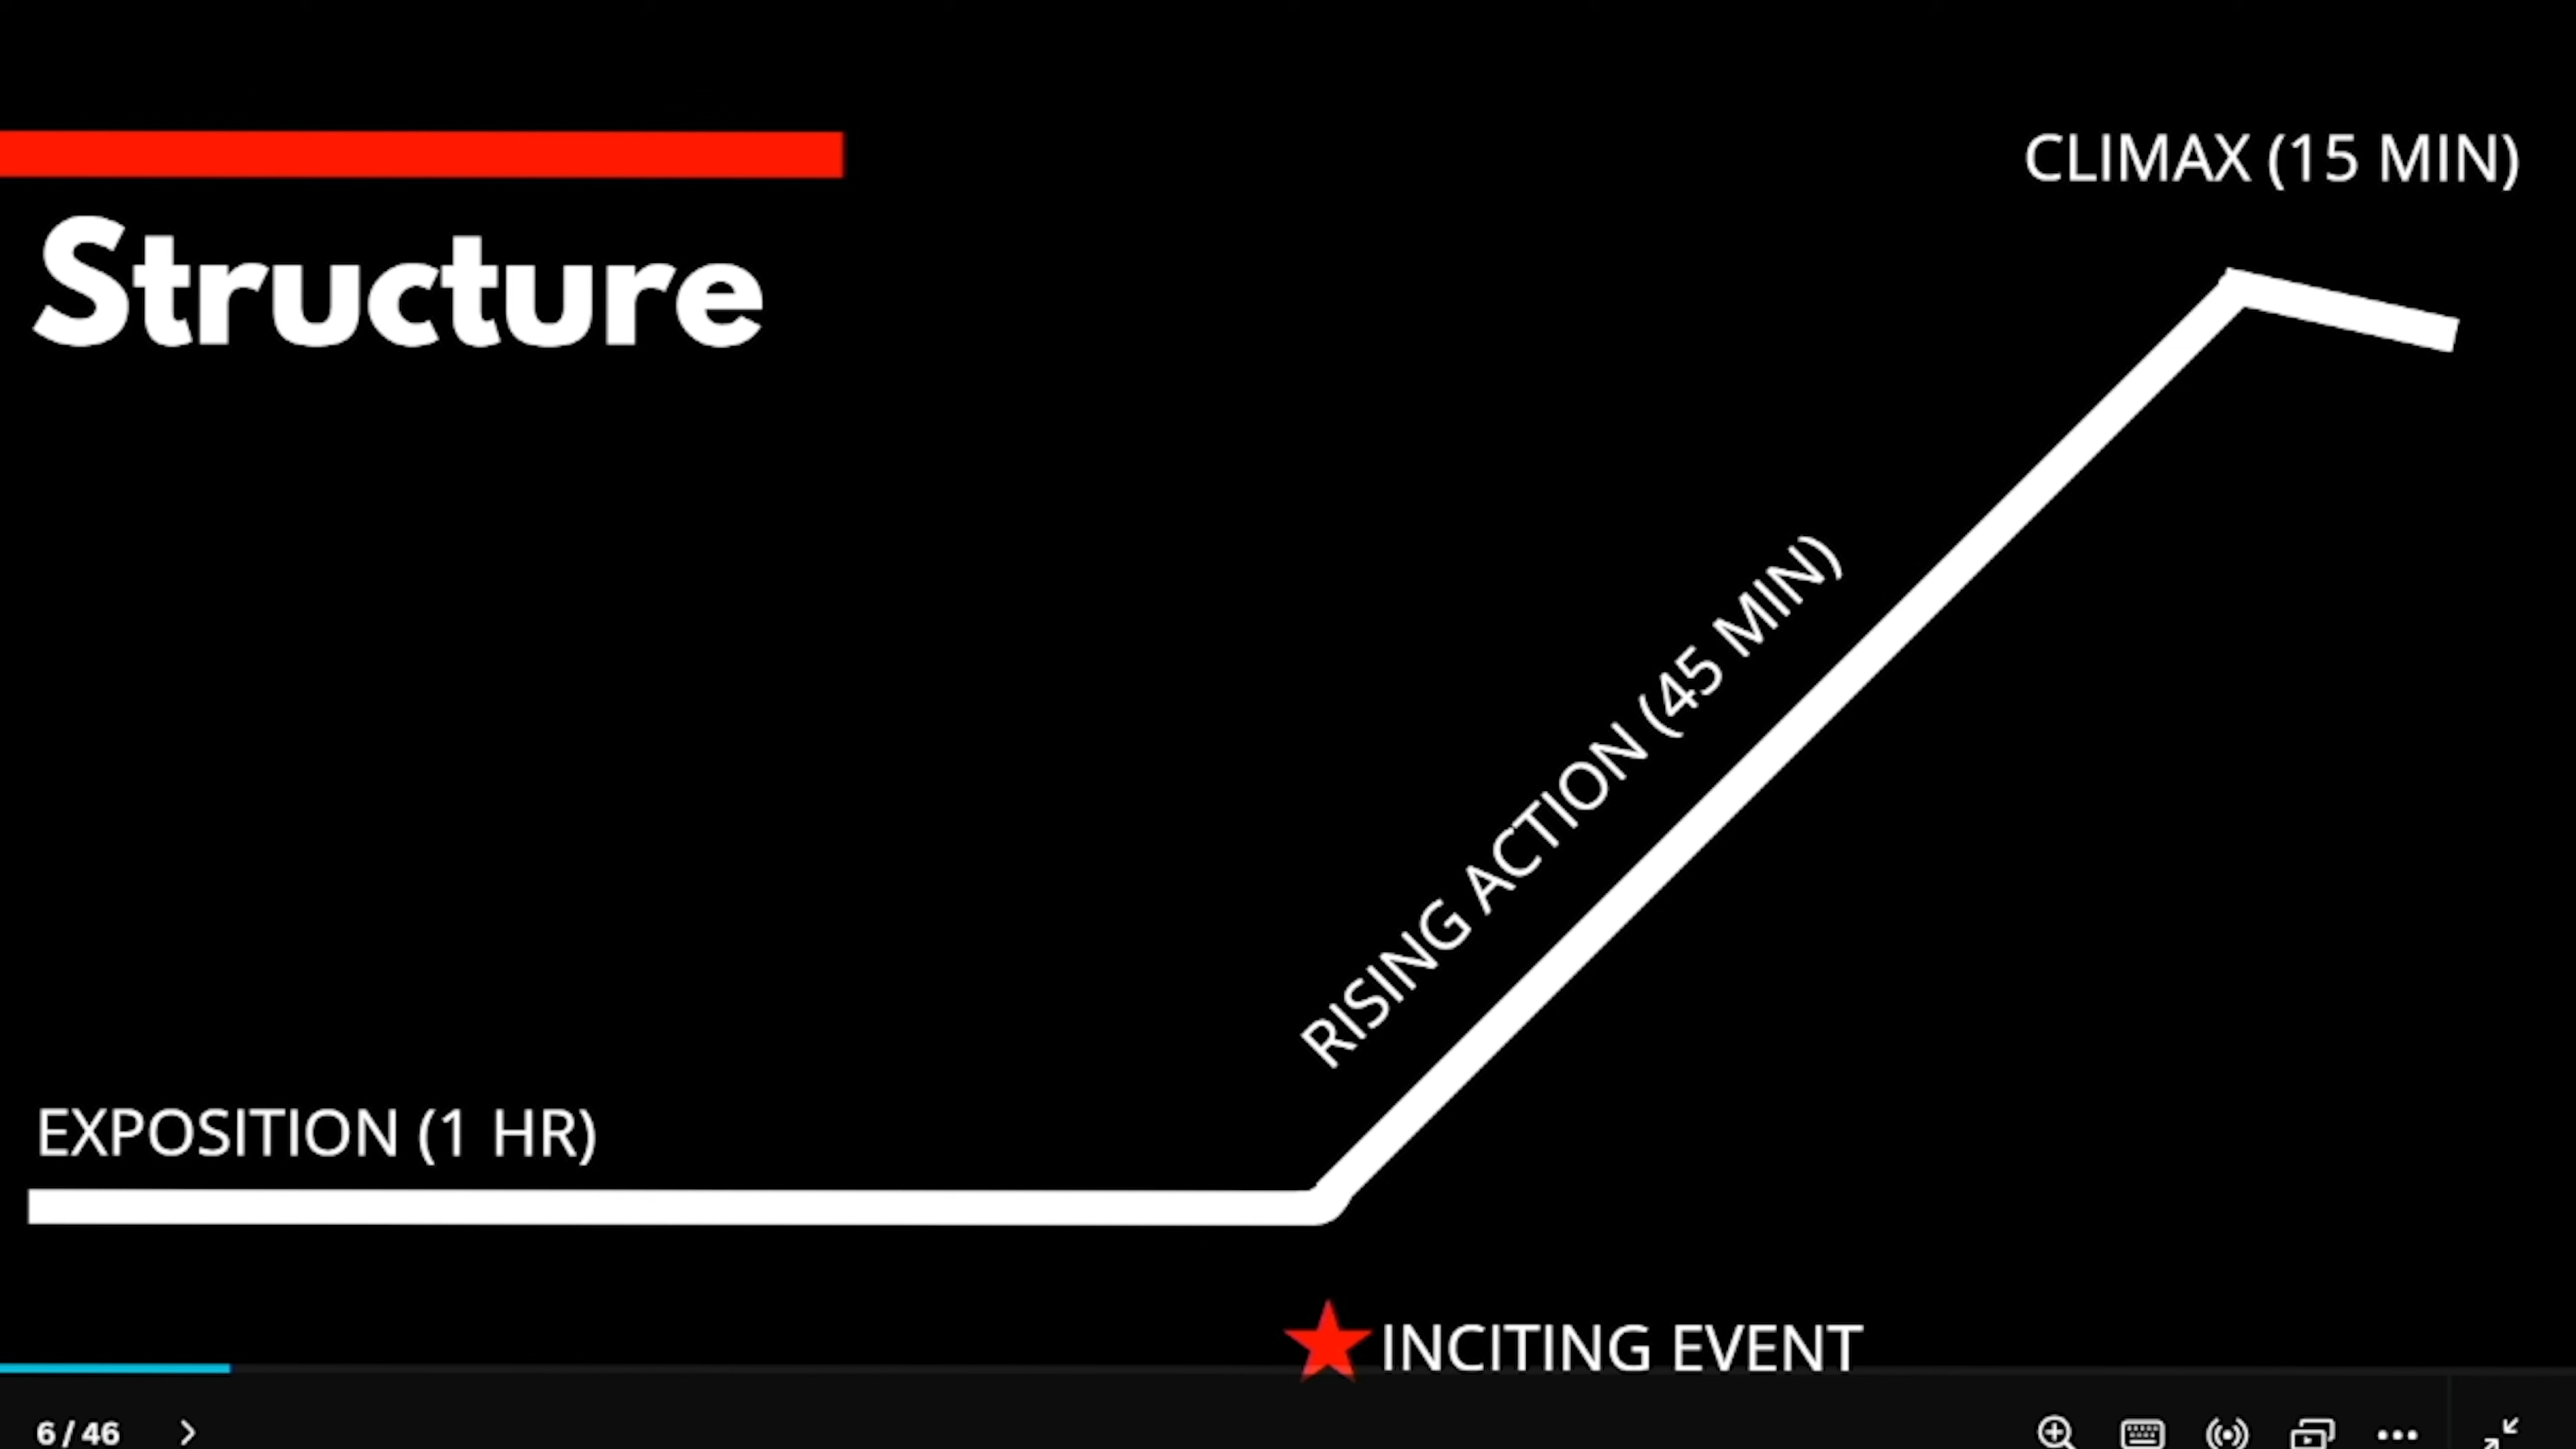 CLIMAX (15 MIN)
Structure
RISING ACTION (45 MIN)
EXPOSITION (1 HR)
INCITING EVENT
6 / 46